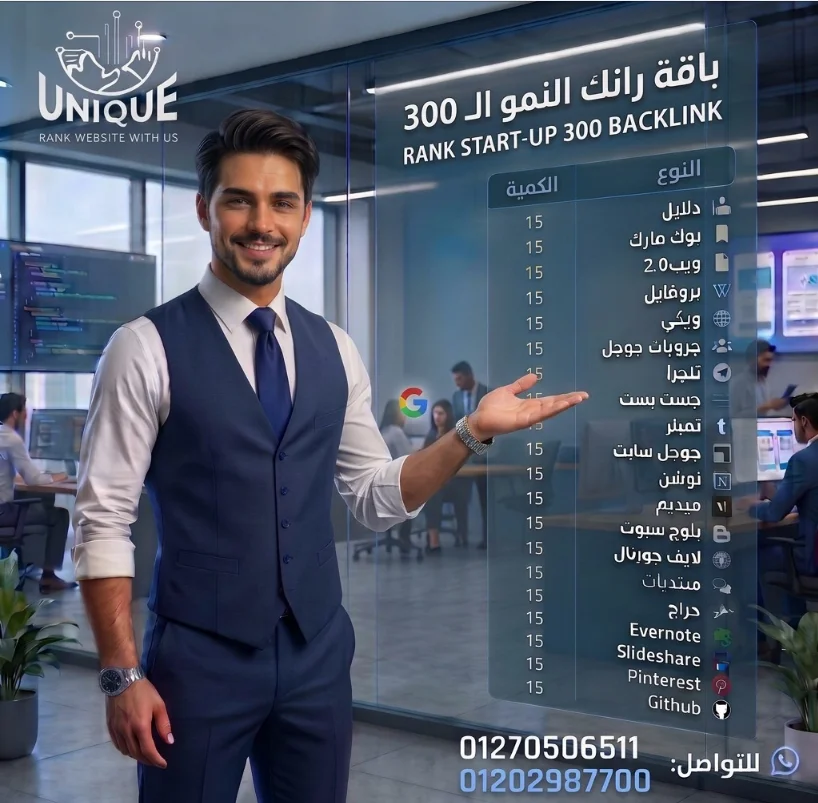 UNIQUE
RANK WEBSITE WITH US
باقة رانك النمو الـ 300
RANK START-UP 300 BACKLINK
النوع الكمية
دلايل 15
بوك مارك 15
ويب2.0 15
بروفايل 15
ويكي 15
جروبات جوجل 15
تلجرا 15
جست بست 15
تمبلر 15
جوجل سايت 15
نوشن 15
ميديم 15
بلوج سبوت 15
لايف جورنال 15
منتديات 15
حراج 15
Evernote 15
Slideshare 15
Pinterest 15
Github 15
للتواصل: 01270506511
01202987700